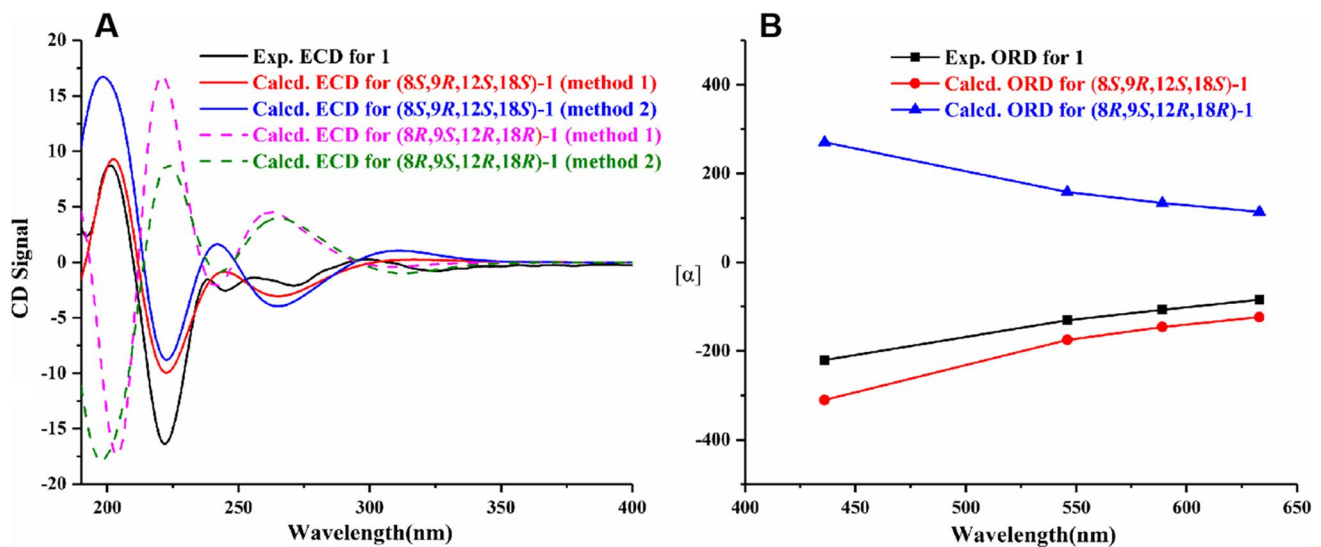 A
Exp. ECD for 1
Calcd. ECD for (8S,9R,12S,18S)-1 (method 1)
Calcd. ECD for (8S,9R,12S,18S)-1 (method 2)
Calcd. ECD for (8R,9S,12R,18R)-1 (method 1)
Calcd. ECD for (8R,9S,12R,18R)-1 (method 2)
CD Signal
20
15
10
5
0
-5
-10
-15
-20
200
250
300
350
400
Wavelength(nm)
B
Exp. ORD for 1
Calcd. ORD for (8S,9R,12S,18S)-1
Calcd. ORD for (8R,9S,12R,18R)-1
[α]
400
200
0
-200
-400
400
450
500
550
600
650
Wavelength(nm)